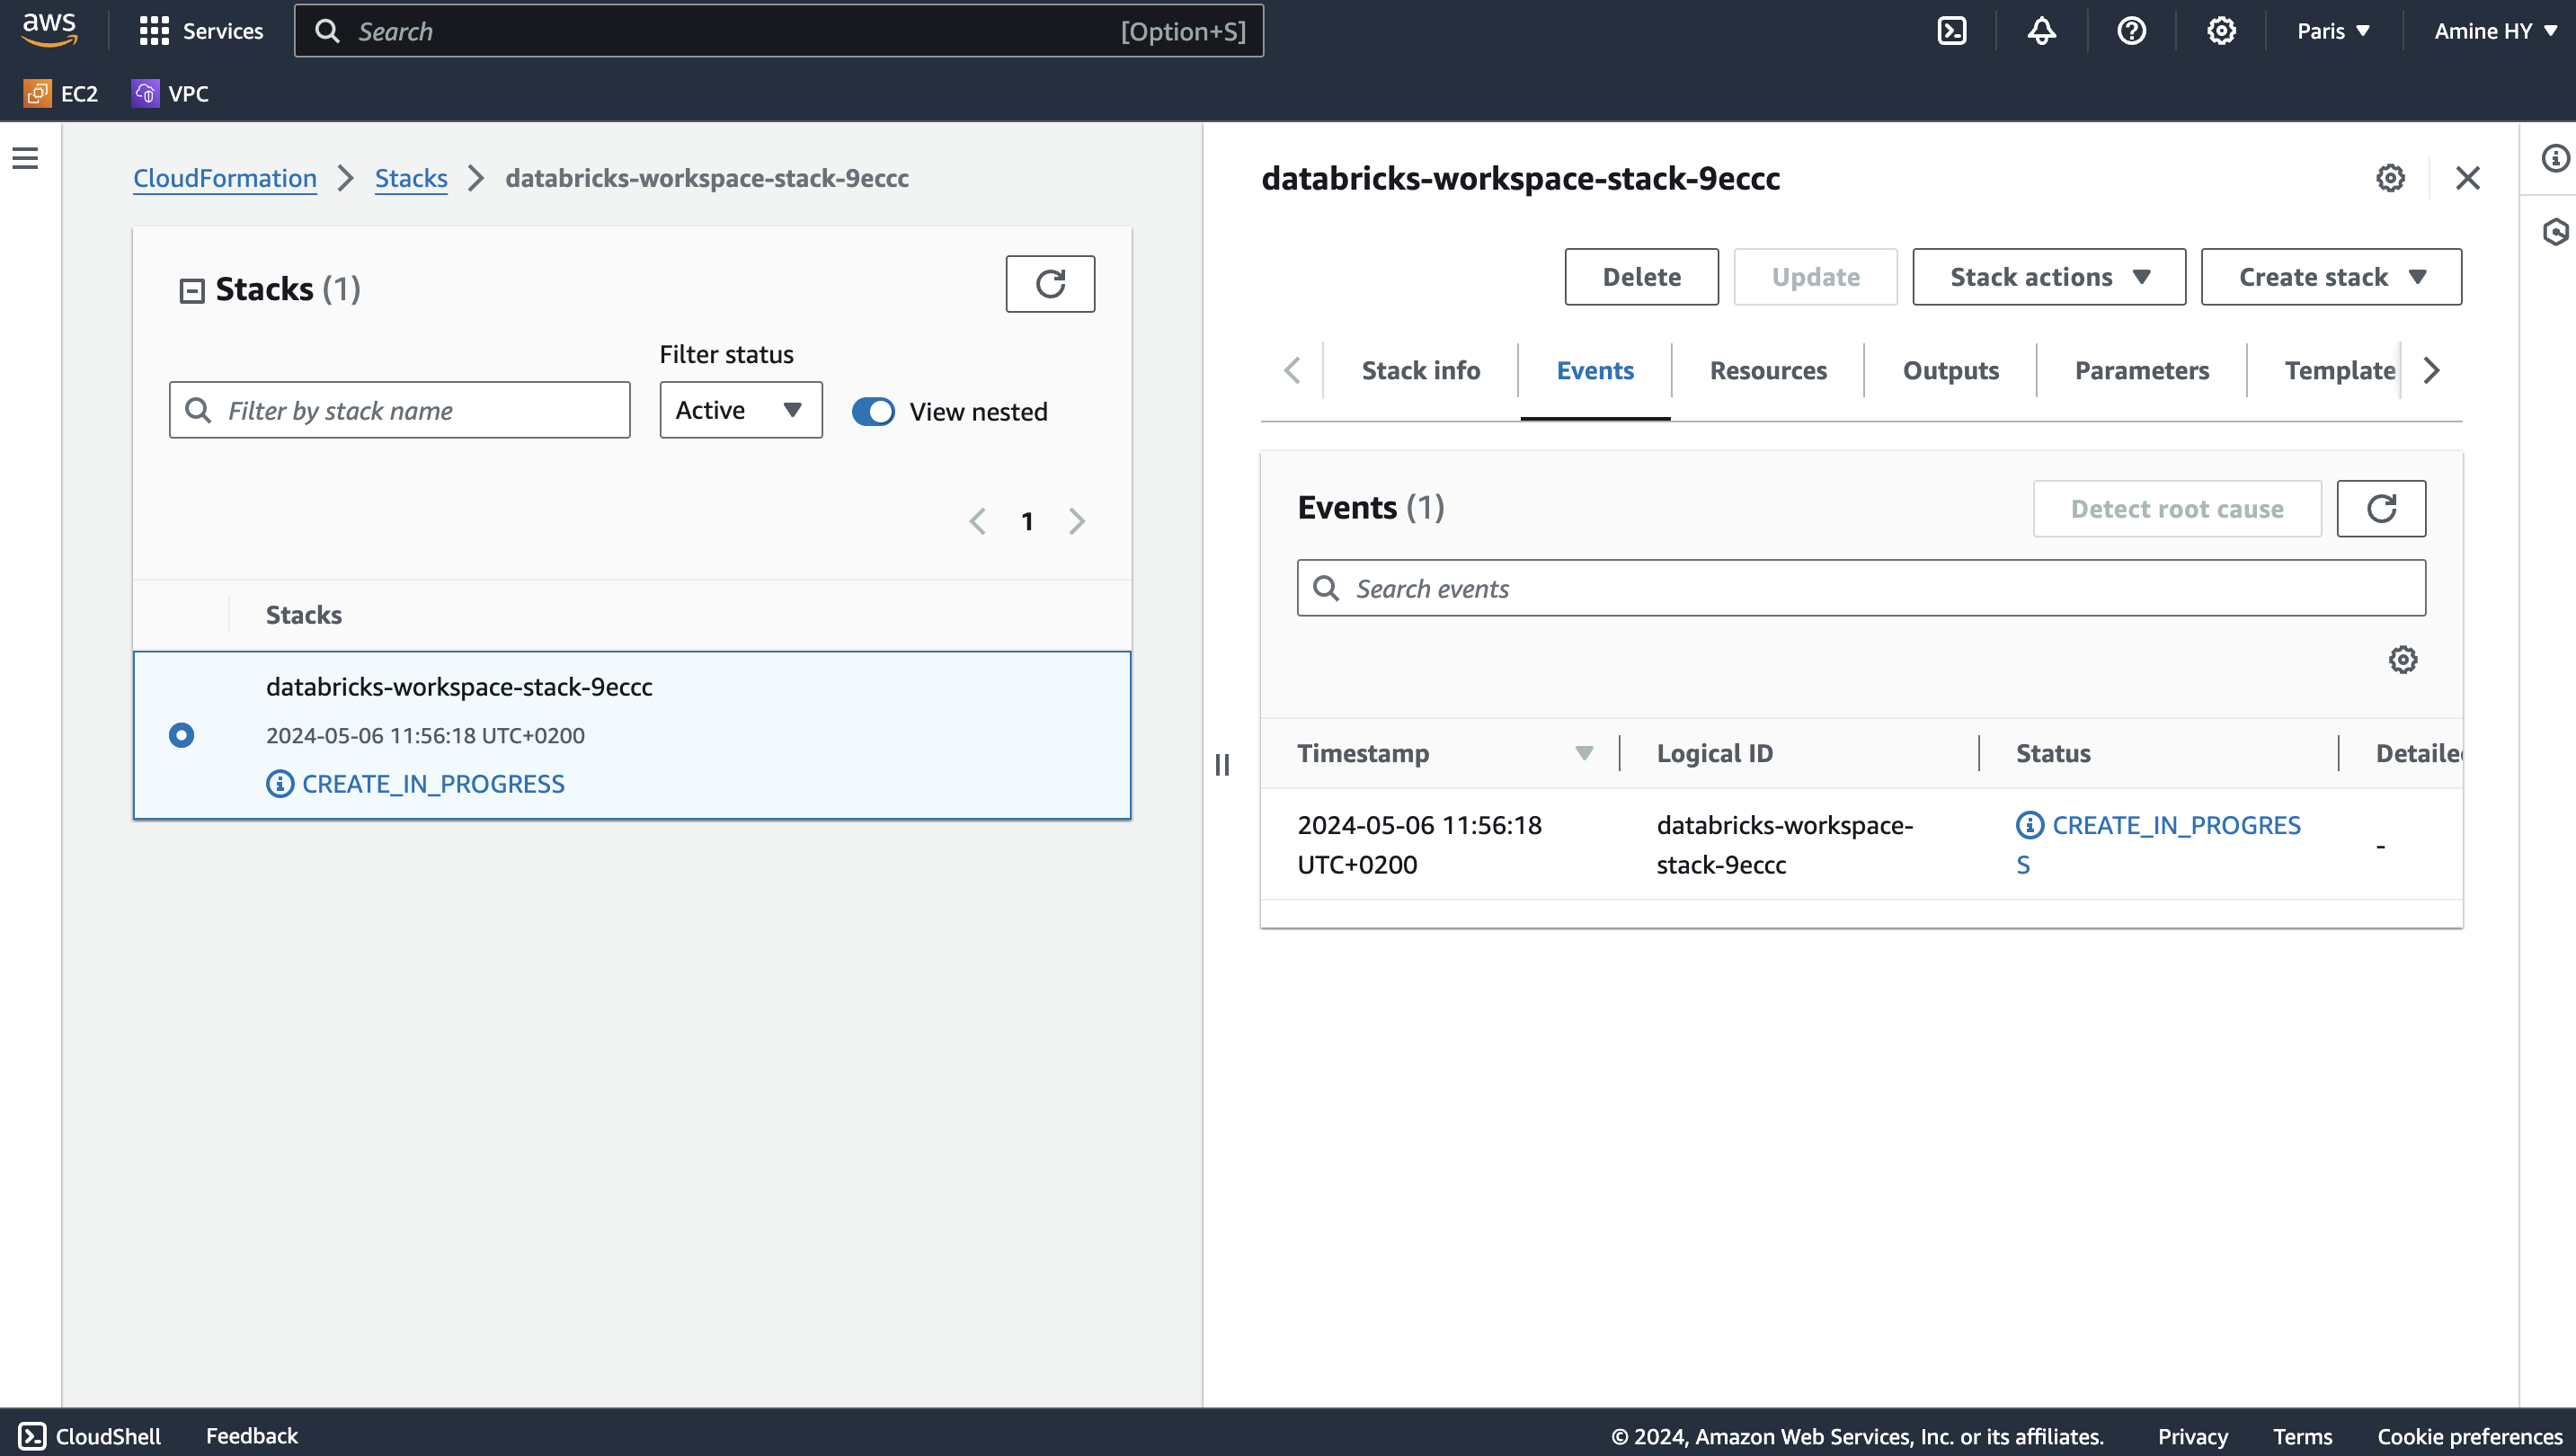 aws
Services
Search
[Option+S]
Paris
Amine HY
EC2
VPC
CloudFormation
Stacks
databricks-workspace-stack-9eccc
Stacks (1)
Filter status
Filter by stack name
Active
View nested
1
Stacks
databricks-workspace-stack-9eccc
2024-05-06 11:56:18 UTC+0200
CREATE_IN_PROGRESS
databricks-workspace-stack-9eccc
Delete
Update
Stack actions
Create stack
Stack info
Events
Resources
Outputs
Parameters
Template
Events (1)
Detect root cause
Search events
Timestamp
Logical ID
Status
Detailed
2024-05-06 11:56:18
UTC+0200
databricks-workspace-
stack-9eccc
CREATE_IN_PROGRES
S
-
CloudShell
Feedback
© 2024, Amazon Web Services, Inc. or its affiliates.
Privacy
Terms
Cookie preferences